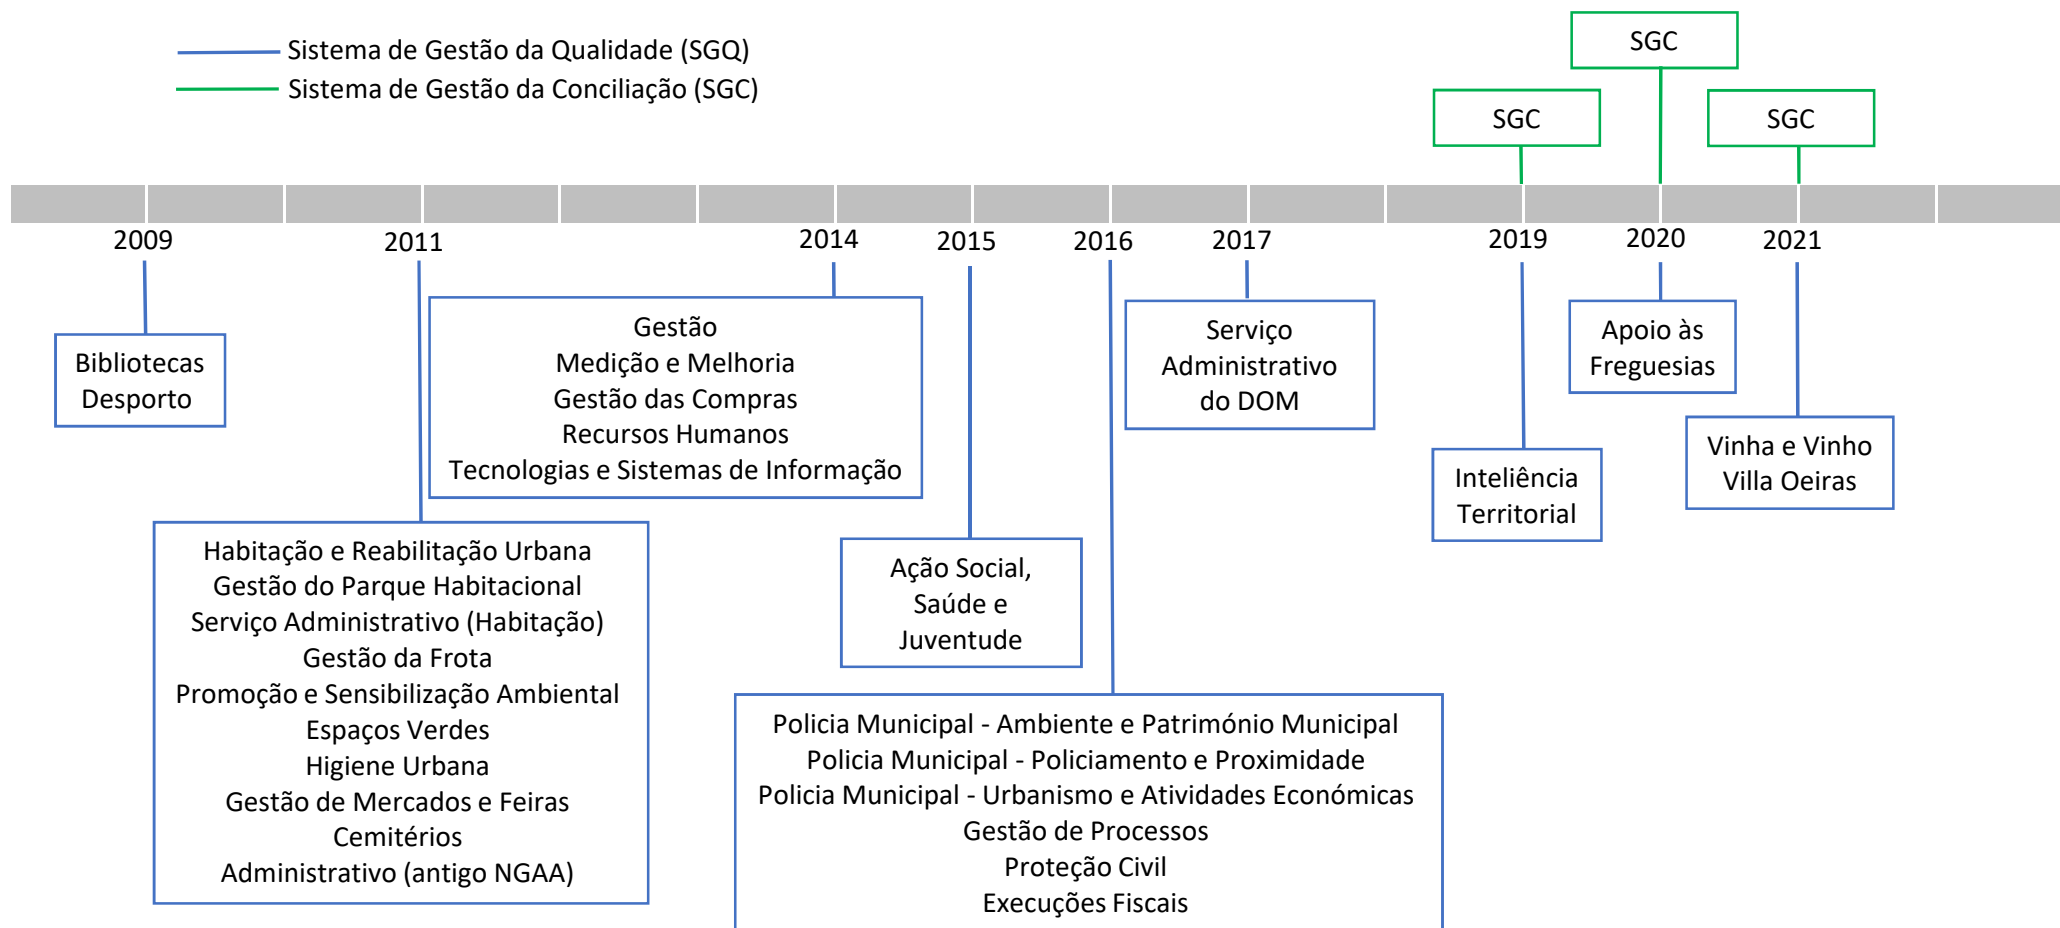 Sistema de Gestão da Qualidade (SGQ)
Sistema de Gestão da Conciliação (SGC)
SGC
SGC
SGC
2009
2011
2014
2015
2016
2017
2019
2020
2021
Bibliotecas
Desporto
Habitação e Reabilitação Urbana
Gestão do Parque Habitacional
Serviço Administrativo (Habitação)
Gestão da Frota
Promoção e Sensibilização Ambiental
Espaços Verdes
Higiene Urbana
Gestão de Mercados e Feiras
Cemitérios
Administrativo (antigo NGAA)
Gestão
Medição e Melhoria
Gestão das Compras
Recursos Humanos
Tecnologias e Sistemas de Informação
Ação Social,
Saúde e
Juventude
Policia Municipal - Ambiente e Património Municipal
Policia Municipal - Policiamento e Proximidade
Policia Municipal - Urbanismo e Atividades Económicas
Gestão de Processos
Proteção Civil
Execuções Fiscais
Serviço
Administrativo
do DOM
Inteliência
Territorial
Apoio às
Freguesias
Vinha e Vinho
Villa Oeiras